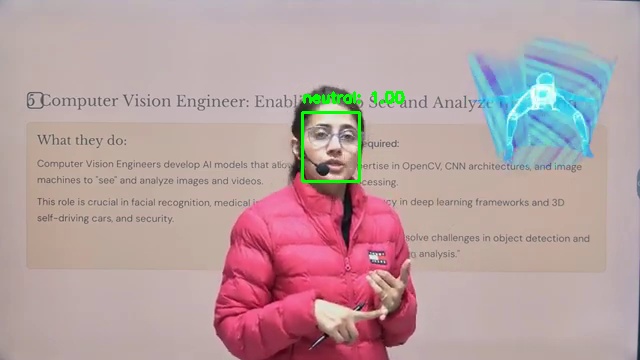 5 Computer Vision Engineer: Enab
neutral: 1.00
See and Analyze
What they do:
equired:
Computer Vision Engineers develop AI models that allo
ertise in OpenCV, CNN architectures, and image
machines to "see" and analyze images and videos.
cessing.
This role is crucial in facial recognition, medical i
cy in deep learning frameworks and 3D
self-driving cars, and security.
solve challenges in object detection and
n analysis."